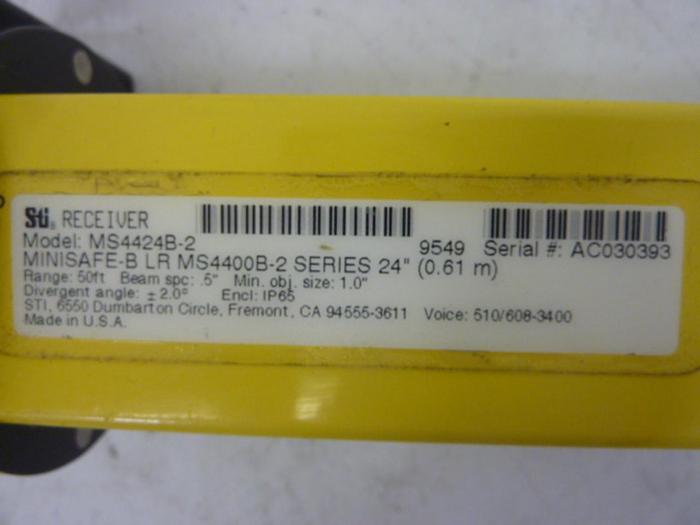 STI® RECEIVER
Model: MS4424B-2 9549 Serial #: AC030393
MINISAFE-B LR MS4400B-2 SERIES 24" (0.61 m)
Range: 50ft Beam spc: .5" Min. obj. size: 1.0"
Divergent angle: ±2.0° Encl: IP65
STI, 6550 Dumbarton Circle, Fremont, CA 94555-3611 Voice: 510/608-3400
Made in U.S.A.